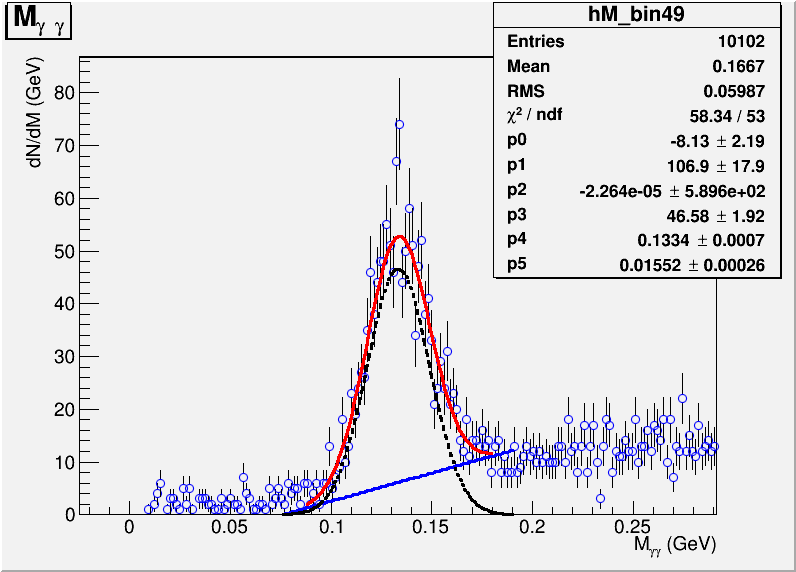 M γ γ
hM_bin49
Entries 10102
Mean 0.1667
RMS 0.05987
χ² / ndf 58.34 / 53
p0 -8.13 ± 2.19
p1 106.9 ± 17.9
p2 -2.264e-05 ± 5.896e+02
p3 46.58 ± 1.92
p4 0.1334 ± 0.0007
p5 0.01552 ± 0.00026
dN/dM (GeV)
80
70
60
50
40
30
20
10
0
0 0.05 0.1 0.15 0.2 0.25
Mγγ (GeV)